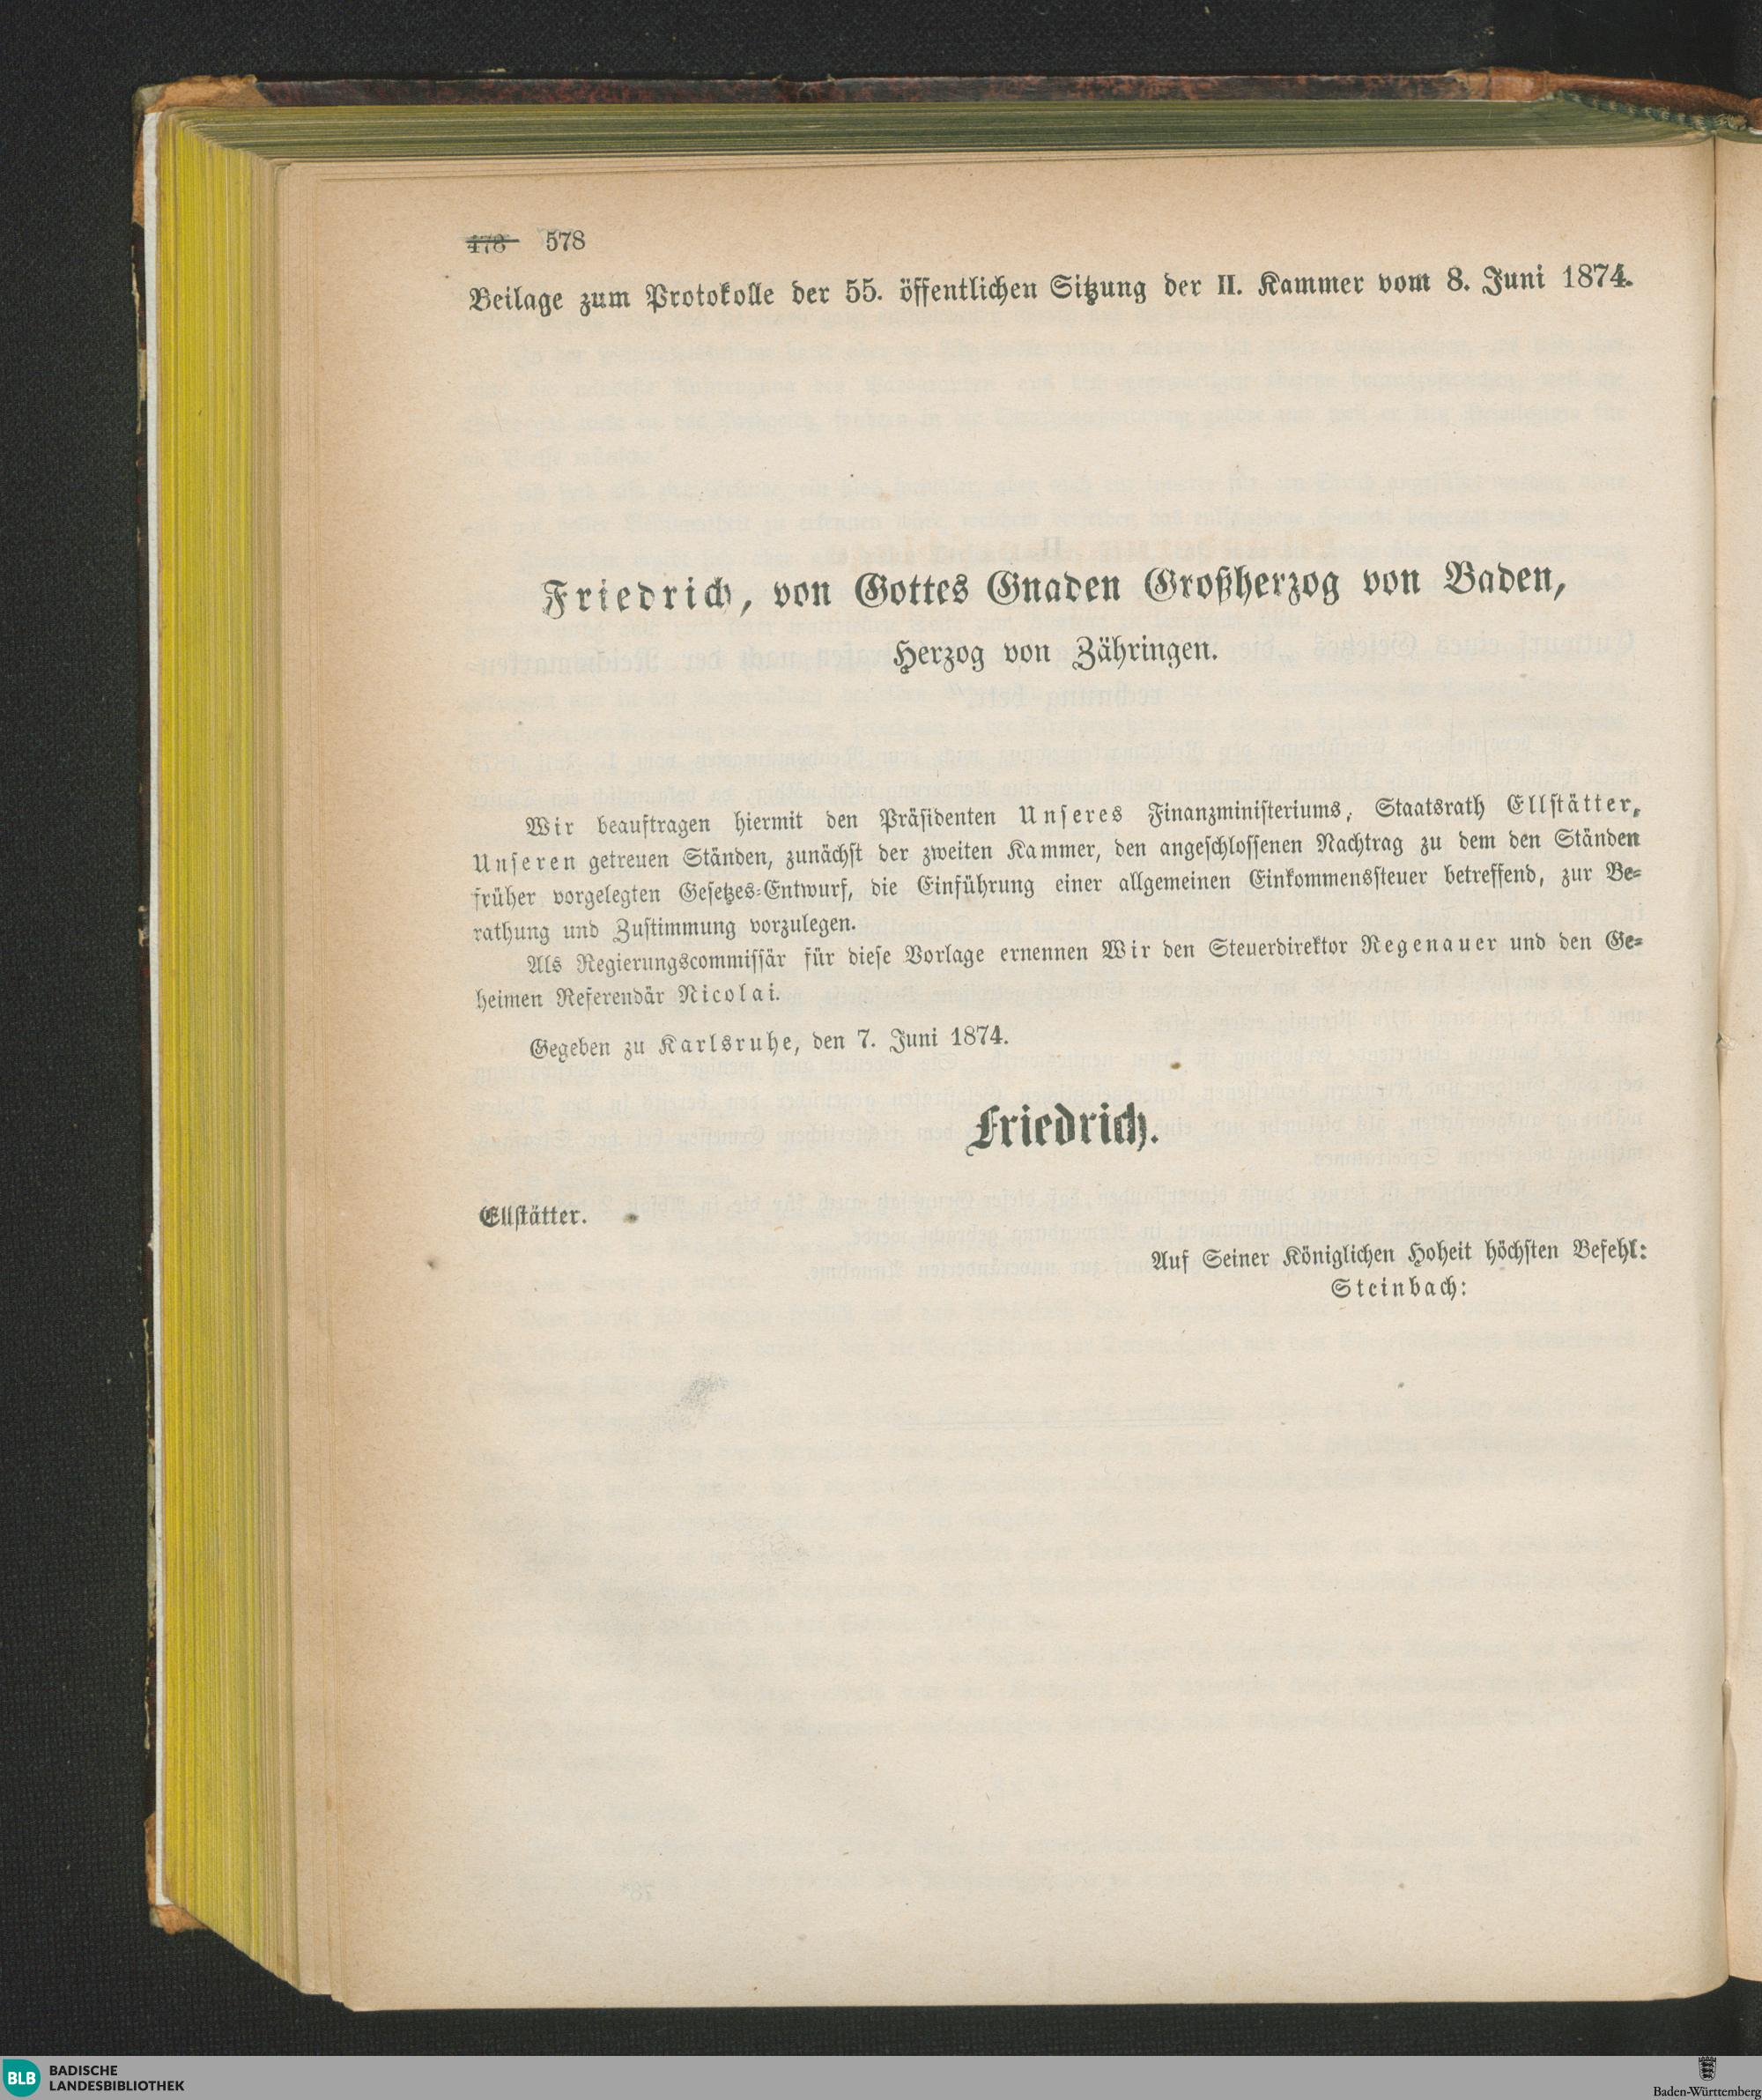 478 578
Beilage zum Protokolle der 55. öffentlichen Sitzung der II. Kammer vom 8. Juni 1874.
Friedrich, von Gottes Gnaden Großherzog von Baden,
Herzog von Zähringen.
Wir beauftragen hiermit den Präsidenten Unseres Finanzministeriums, Staatsrath Ellstätter,
Unseren getreuen Ständen, zunächst der zweiten Kammer, den angeschlossenen Nachtrag zu dem den Ständen
früher vorgelegten Gesetzes-Entwurf, die Einführung einer allgemeinen Einkommenssteuer betreffend, zur Be-
rathung und Zustimmung vorzulegen.
Als Regierungscommissär für diese Vorlage ernennen Wir den Steuerdirektor Regenauer und den Ge-
heimen Referendär Nicolai.
Gegeben zu Karlsruhe, den 7. Juni 1874.
Friedrich.
Ellstätter.
Auf Seiner Königlichen Hoheit höchsten Befehl:
Steinbach:
BLB BADISCHE
LANDESBIBLIOTHEK
Baden-Württemberg